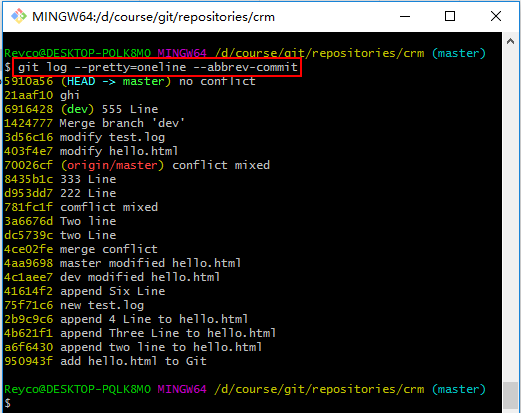 MINGW64:/d/course/git/repositories/crm
Reyco@DESKTOP-PQLK8MO MINGW64 /d/course/git/repositories/crm (master)
$ git log --pretty=oneline --abbrev-commit
5910a56 (HEAD -> master) no conflict
21aaf10 ghi
6916428 (dev) 555 Line
1424777 Merge branch 'dev'
3d56c16 modify test.log
403f4e7 modify hello.html
70026cf (origin/master) conflict mixed
8435b1c 333 Line
d953dd7 222 Line
781fc1f comflict mixed
3a6676d Two line
dc5739c two Line
4ce02fe merge conflict
4aa9698 master modified hello.html
4c1aee7 dev modified hello.html
41614f2 append Six Line
75f71c6 new test.log
2b9c9c6 append 4 Line to hello.html
4b621f1 append Three Line to hello.html
a6f6430 append two line to hello.html
950943f add hello.html to Git
Reyco@DESKTOP-PQLK8MO MINGW64 /d/course/git/repositories/crm (master)
$